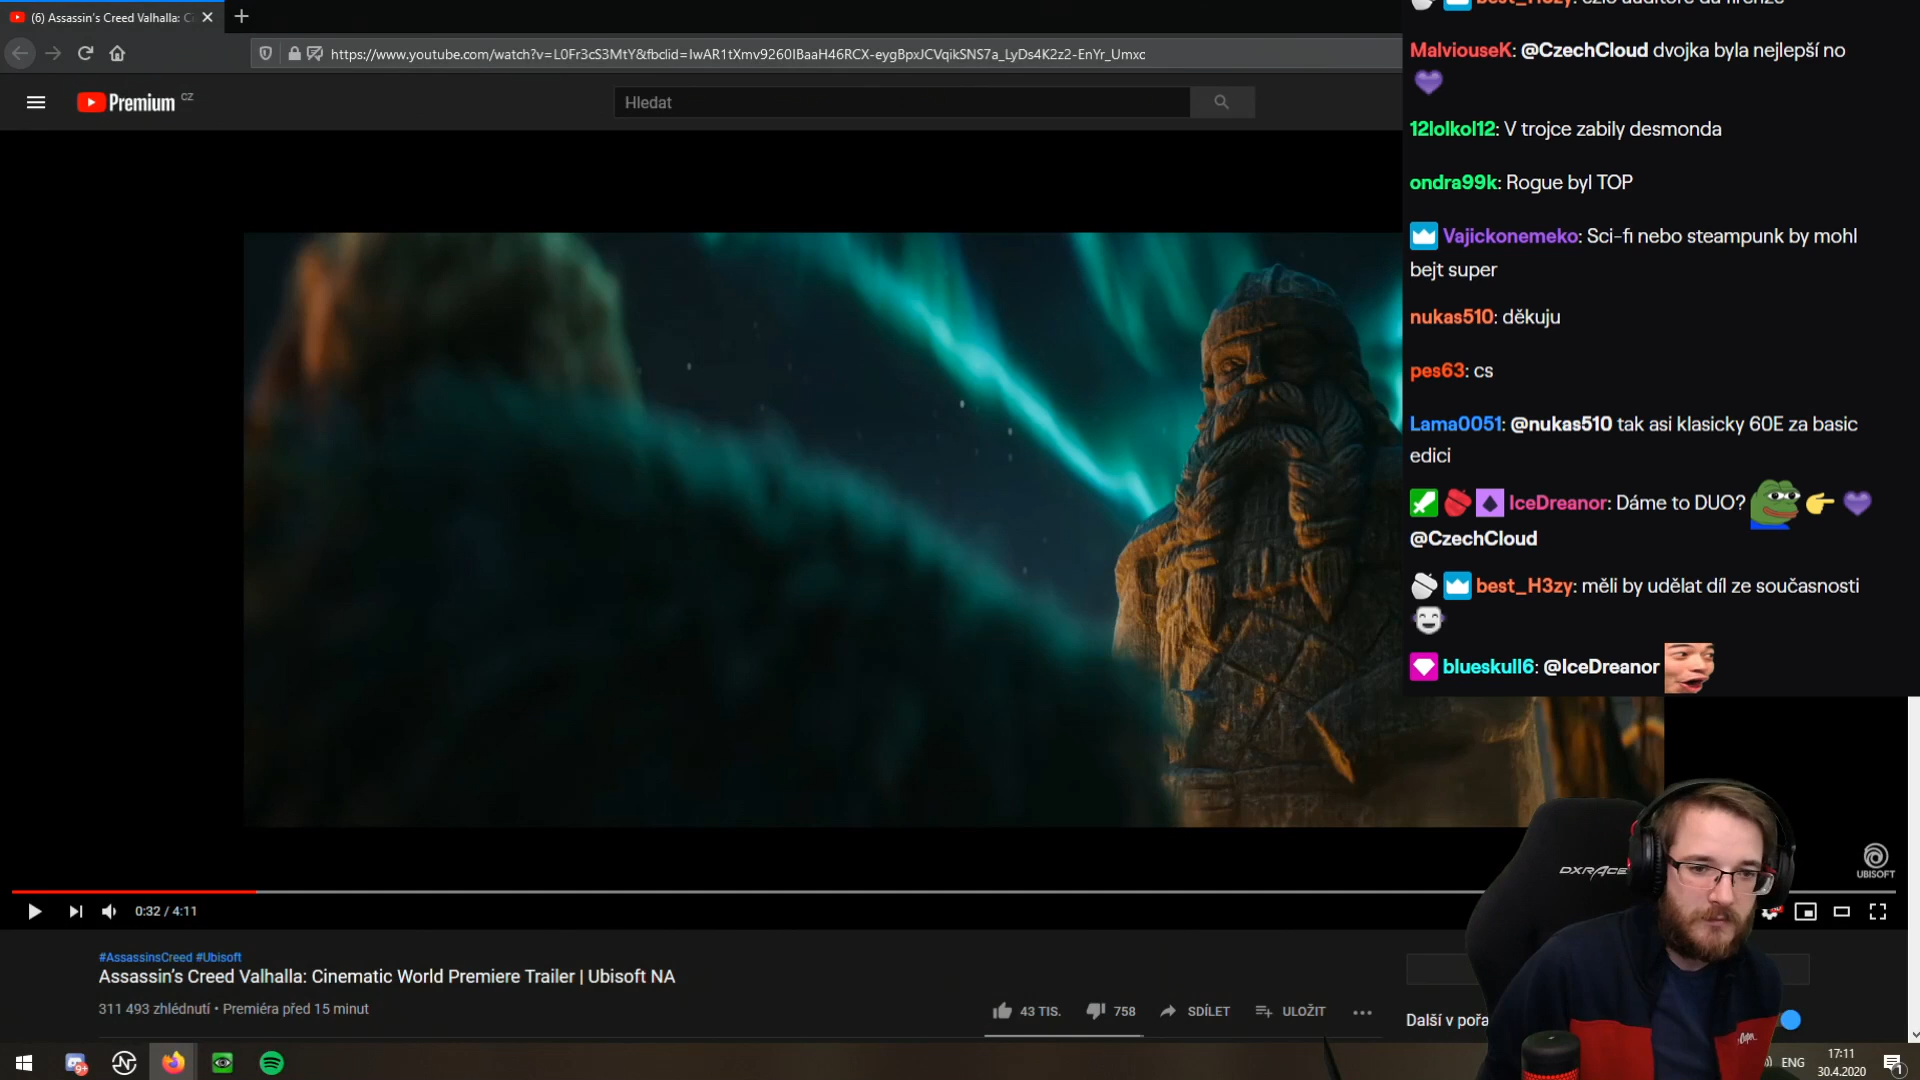 (6) Assassin's Creed Valhalla: C
https://www.youtube.com/watch?v=L0Fr3cS3MtY&fbclid=IwAR1tXmv9260IBaaH46RCX-eygBpxJCVqikSNS7a_LyDs4K2z2-EnYr_Umxc
Premium CZ
Hledat
MalviouseK: @CzechCloud dvojka byla nejlepší no
12lolkol12: V trojce zabily desmonda
ondra99k: Rogue byl TOP
Vajickonemeko: Sci-fi nebo steampunk by mohl
bejt super
nukas510: děkuju
pes63: cs
Lama0051: @nukas510 tak asi klasicky 60E za basic
edici
IceDreanor: Dáme to DUO?
@CzechCloud
best_H3zy: měli by udělat díl ze současnosti
blueskull6: @IceDreanor
UBISOFT
DXRACE
0:32 / 4:11
#AssassinsCreed #Ubisoft
Assassin's Creed Valhalla: Cinematic World Premiere Trailer | Ubisoft NA
311 493 zhlédnutí • Premiéra před 15 minut
43 TIS.
758
SDÍLET
ULOŽIT
Další v pořa
9+
ENG
17:11
30.4.2020
1